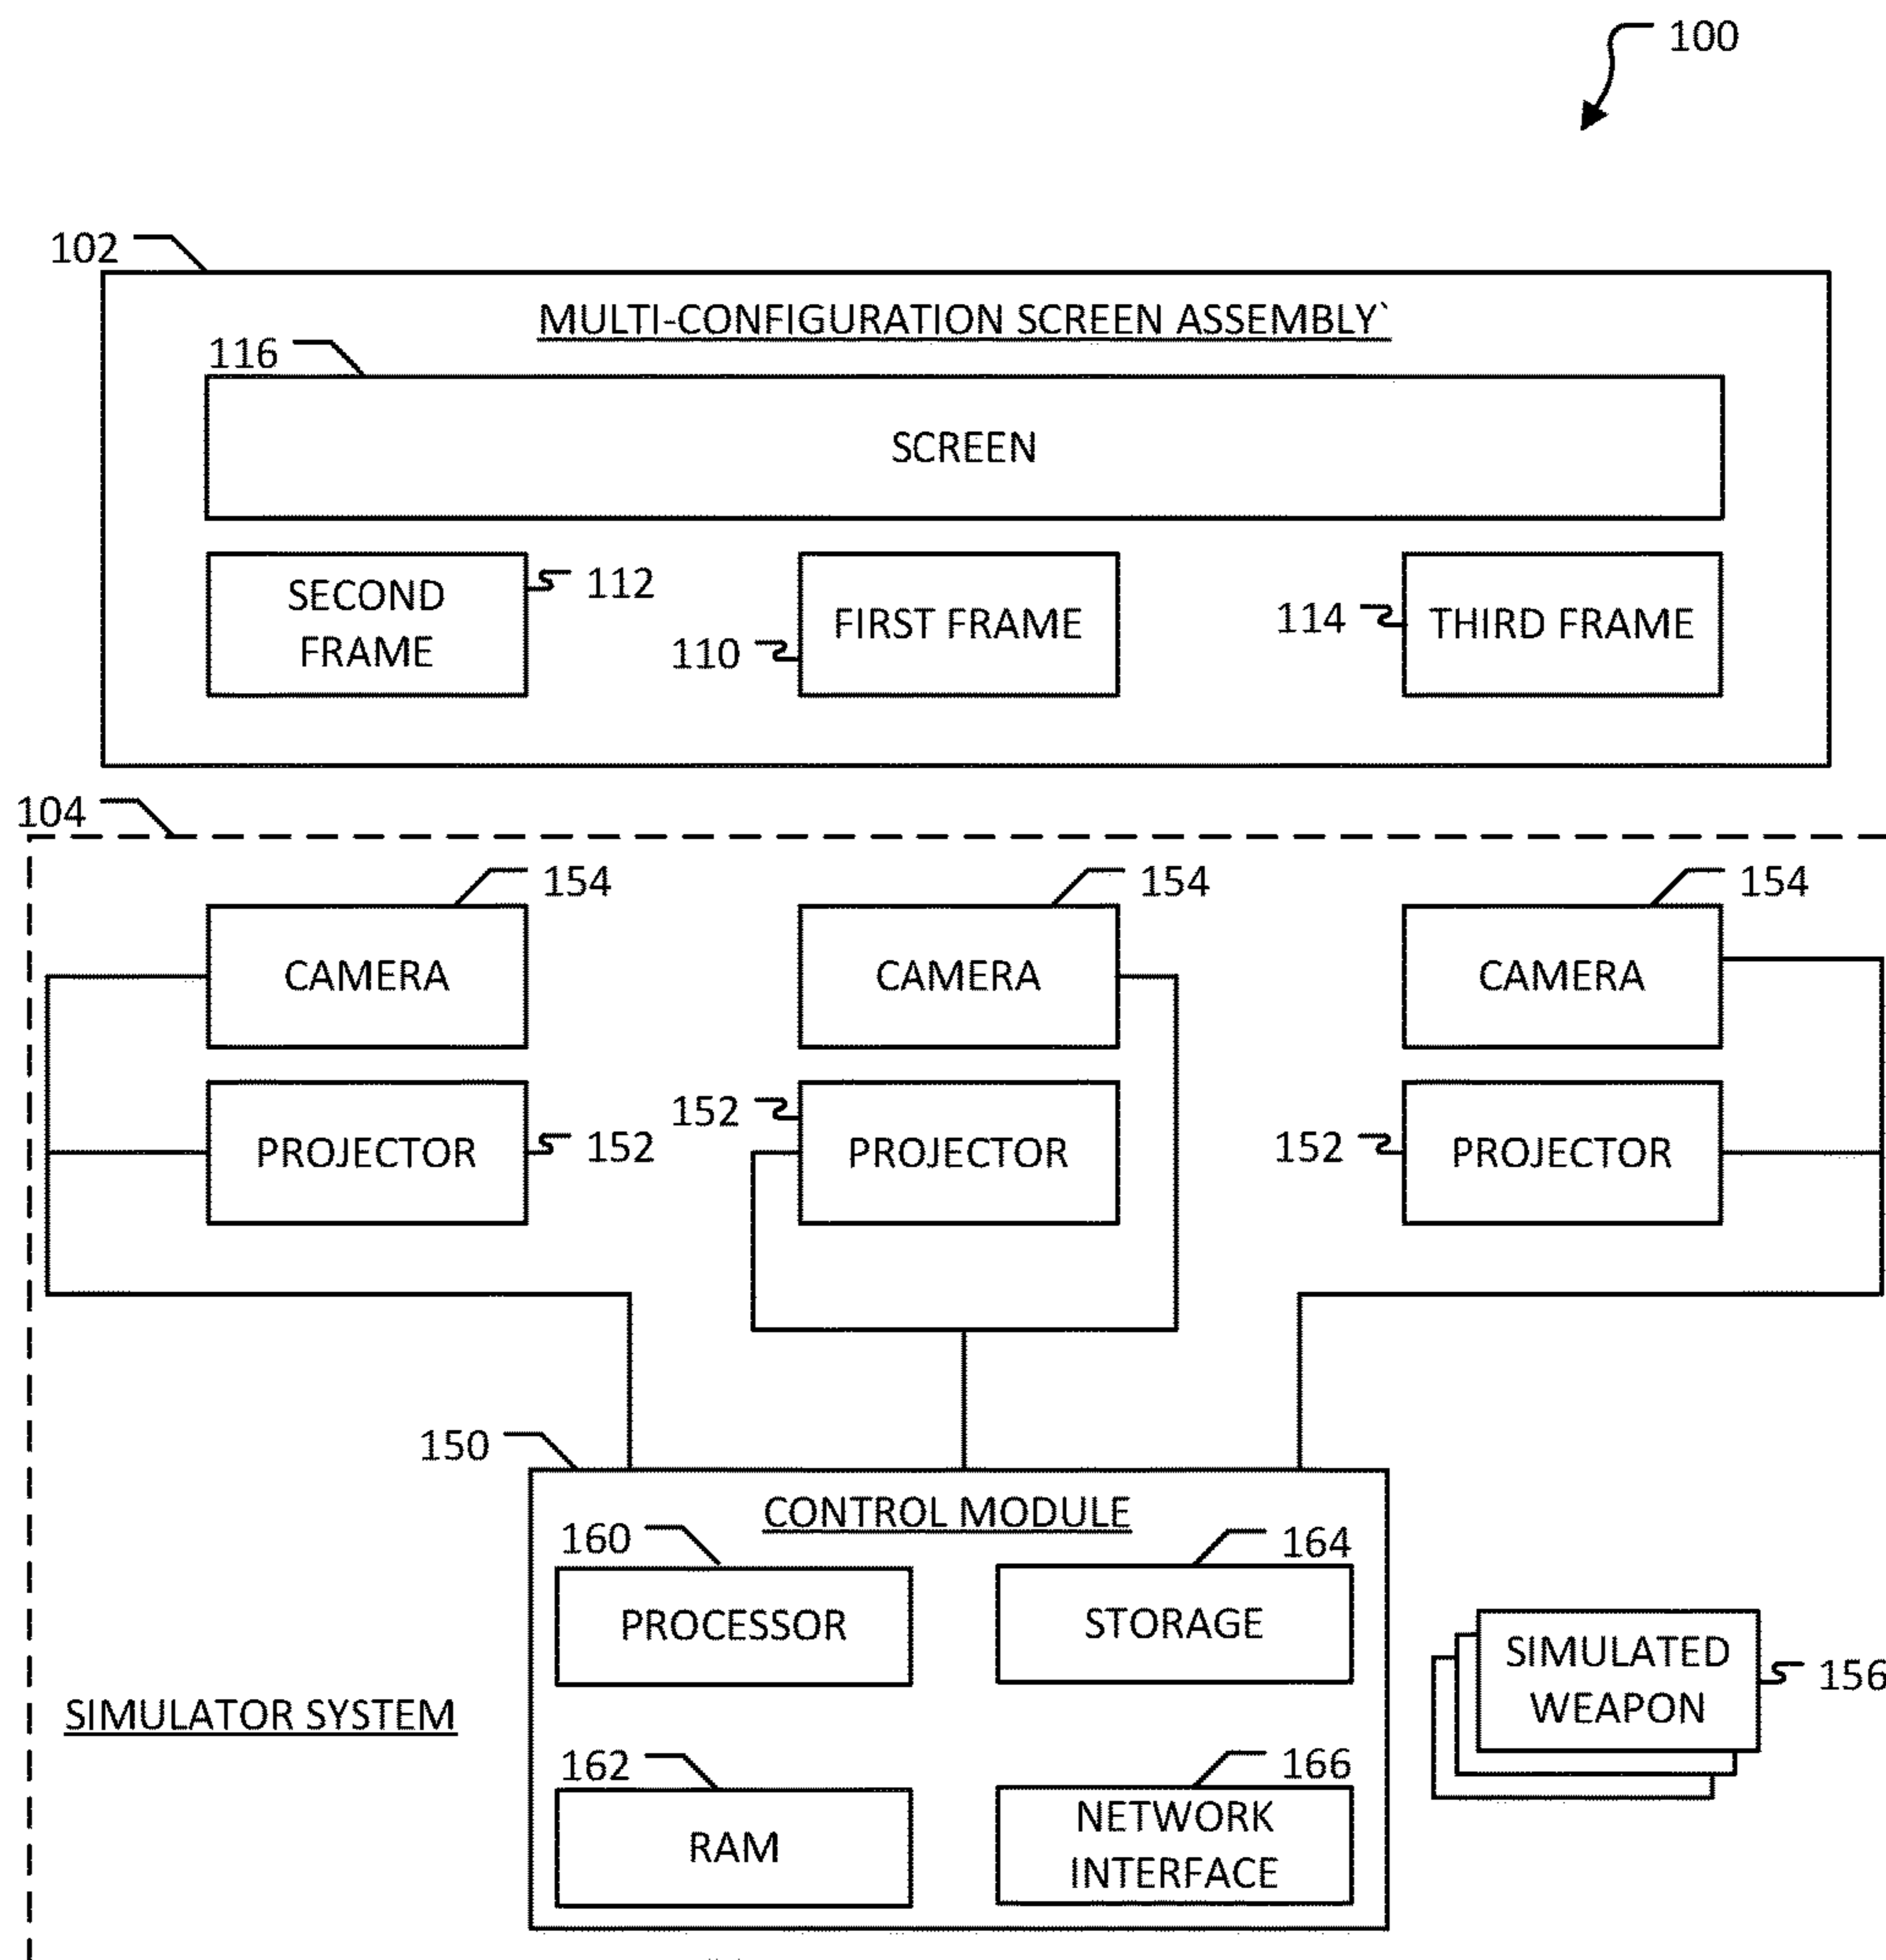 100
102
MULTI-CONFIGURATION SCREEN ASSEMBLY`
116
SCREEN
SECOND
FRAME
112
110
FIRST FRAME
114
THIRD FRAME
104
154
154
154
CAMERA
CAMERA
CAMERA
PROJECTOR
152
152
PROJECTOR
152
PROJECTOR
150
CONTROL MODULE
160
164
PROCESSOR
STORAGE
SIMULATED
WEAPON
156
SIMULATOR SYSTEM
162
166
RAM
NETWORK
INTERFACE